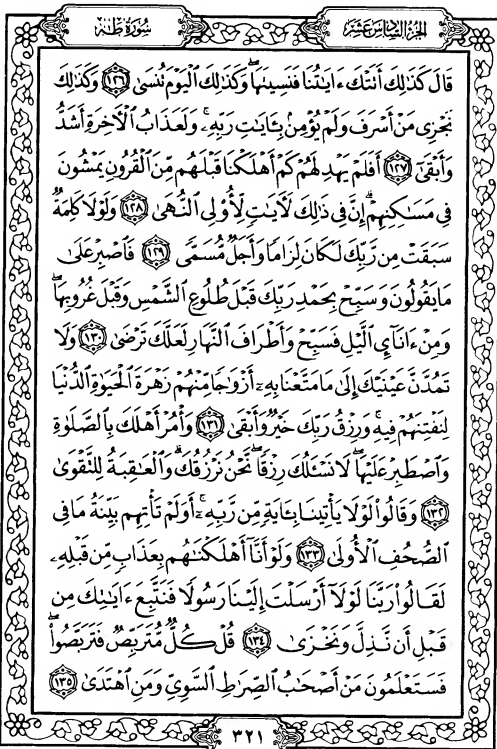 سُورَةُ طه
الجزء السادس عشر
قَالَ كَذَٰلِكَ أَتَتْكَ ءَايَٰتُنَا فَنَسِيتَهَا ۖ وَكَذَٰلِكَ ٱلْيَوْمَ تُنسَىٰ ١٢٦ وَكَذَٰلِكَ
نَجْزِى مَنْ أَسْرَفَ وَلَمْ يُؤْمِنۢ بِـَٔايَٰتِ رَبِّهِۦ ۚ وَلَعَذَابُ ٱلْءَاخِرَةِ أَشَدُّ
وَأَبْقَىٰٓ ١٢٧ أَفَلَمْ يَهْدِ لَهُمْ كَمْ أَهْلَكْنَا قَبْلَهُم مِّنَ ٱلْقُرُونِ يَمْشُونَ
فِى مَسَٰكِنِهِمْ ۗ إِنَّ فِى ذَٰلِكَ لَءَايَٰتٍ لِّأُو۟لِى ٱلنُّهَىٰ ١٢٨ وَلَوْلَا كَلِمَةٌ
سَبَقَتْ مِن رَّبِّكَ لَكَانَ لِزَامًا وَأَجَلٌ مُّسَمًّى ١٢٩ فَٱصْبِرْ عَلَىٰ
مَا يَقُولُونَ وَسَبِّحْ بِحَمْدِ رَبِّكَ قَبْلَ طُلُوعِ ٱلشَّمْسِ وَقَبْلَ غُرُوبِهَا ۖ
وَمِنْ ءَانَآئِ ٱلَّيْلِ فَسَبِّحْ وَأَطْرَافَ ٱلنَّهَارِ لَعَلَّكَ تَرْضَىٰ ١٣٠ وَلَا
تَمُدَّنَّ عَيْنَيْكَ إِلَىٰ مَا مَتَّعْنَا بِهِۦٓ أَزْوَٰجًا مِّنْهُمْ زَهْرَةَ ٱلْحَيَوٰةِ ٱلدُّنْيَا
لِنَفْتِنَهُمْ فِيهِ ۚ وَرِزْقُ رَبِّكَ خَيْرٌ وَأَبْقَىٰ ١٣١ وَأْمُرْ أَهْلَكَ بِٱلصَّلَوٰةِ
وَٱصْطَبِرْ عَلَيْهَا ۖ لَا نَسْـَٔلُكَ رِزْقًا ۖ نَّحْنُ نَرْزُقُكَ ۗ وَٱلْعَٰقِبَةُ لِلتَّقْوَىٰ
١٣٢ وَقَالُوا۟ لَوْلَا يَأْتِينَا بِـَٔايَةٍ مِّن رَّبِّهِۦٓ ۚ أَوَلَمْ تَأْتِهِم بَيِّنَةُ مَا فِى
ٱلصُّحُفِ ٱلْأُولَىٰ ١٣٣ وَلَوْ أَنَّآ أَهْلَكْنَٰهُم بِعَذَابٍ مِّن قَبْلِهِۦ
لَقَالُوا۟ رَبَّنَا لَوْلَآ أَرْسَلْتَ إِلَيْنَا رَسُولًا فَنَتَّبِعَ ءَايَٰتِكَ مِن
قَبْلِ أَن نَّذِلَّ وَنَخْزَىٰ ١٣٤ قُلْ كُلٌّ مُّتَرَبِّصٌ فَتَرَبَّصُوا۟ ۖ
فَسَتَعْلَمُونَ مَنْ أَصْحَٰبُ ٱلصِّرَٰطِ ٱلسَّوِىِّ وَمَنِ ٱهْتَدَىٰ ١٣٥
٣٢١